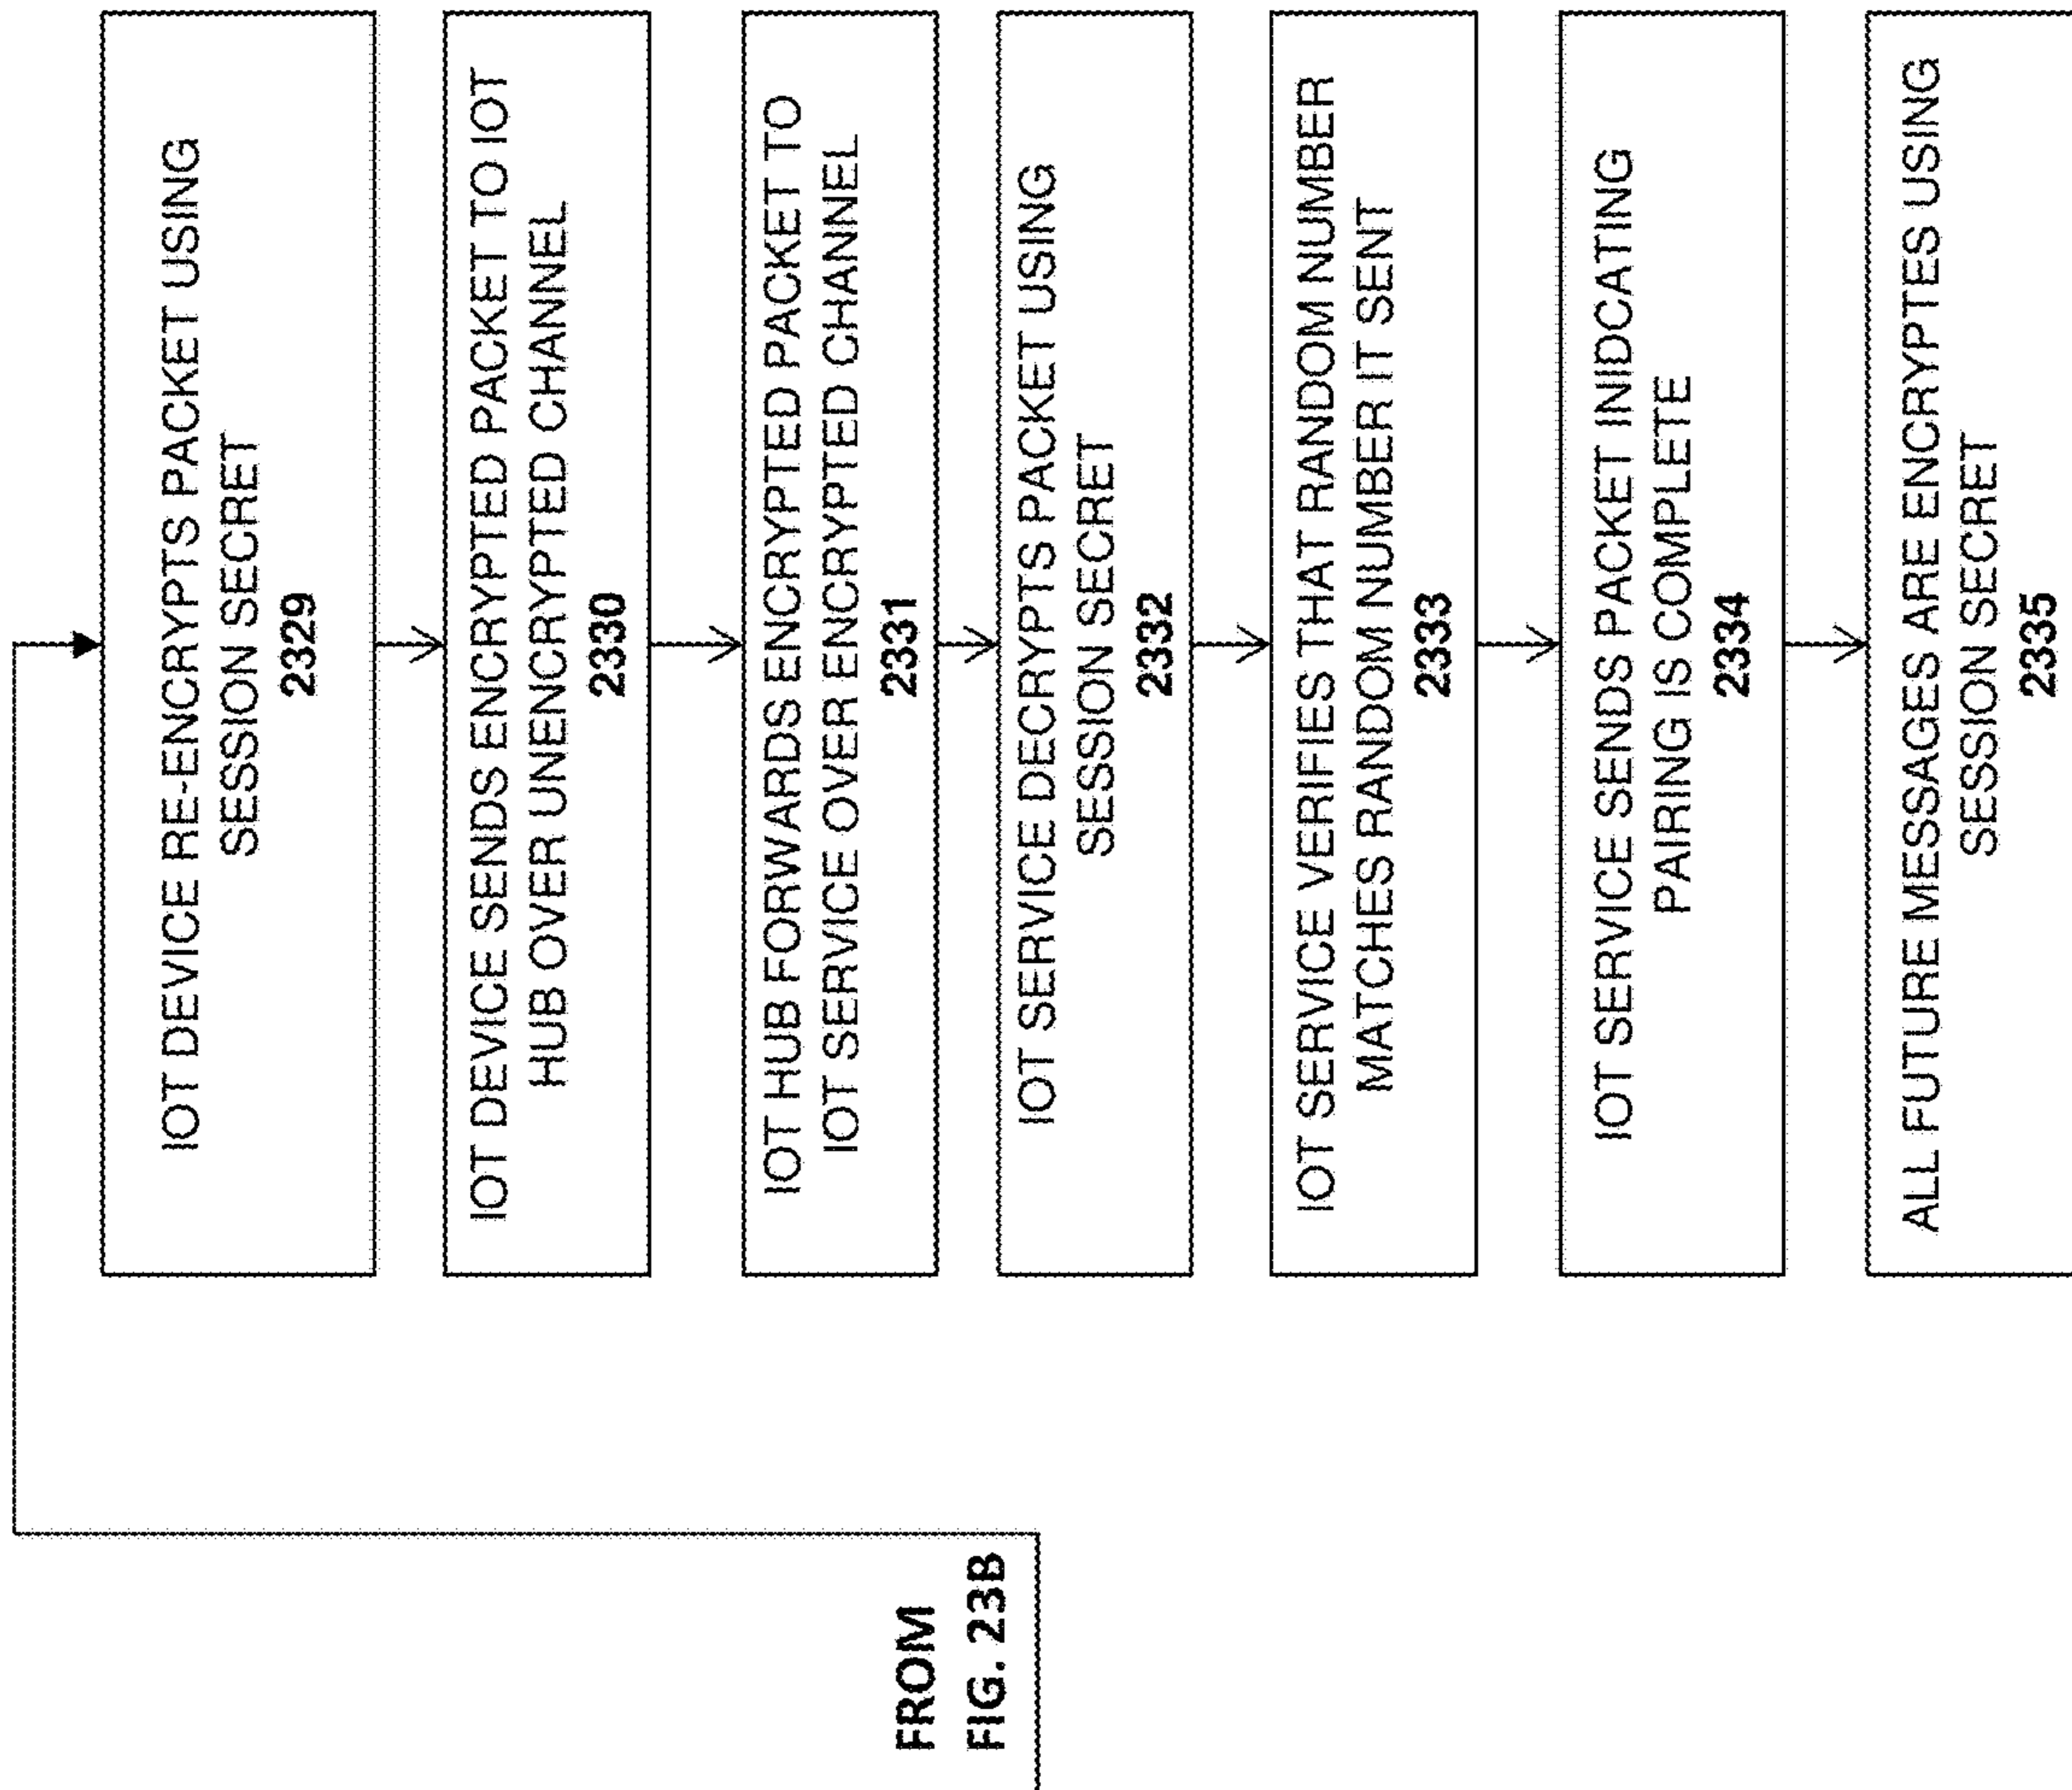 FROM
FIG. 23B
IOT DEVICE RE-ENCRYPTS PACKET USING
SESSION SECRET
2329
IOT DEVICE SENDS ENCRYPTED PACKET TO IOT
HUB OVER UNENCRYPTED CHANNEL
2330
IOT HUB FORWARDS ENCRYPTED PACKET TO
IOT SERVICE OVER ENCRYPTED CHANNEL
2331
IOT SERVICE DECRYPTS PACKET USING
SESSION SECRET
2332
IOT SERVICE VERIFIES THAT RANDOM NUMBER
MATCHES RANDOM NUMBER IT SENT
2333
IOT SERVICE SENDS PACKET INIDCATING
PAIRING IS COMPLETE
2334
ALL FUTURE MESSAGES ARE ENCRYPTES USING
SESSION SECRET
2335